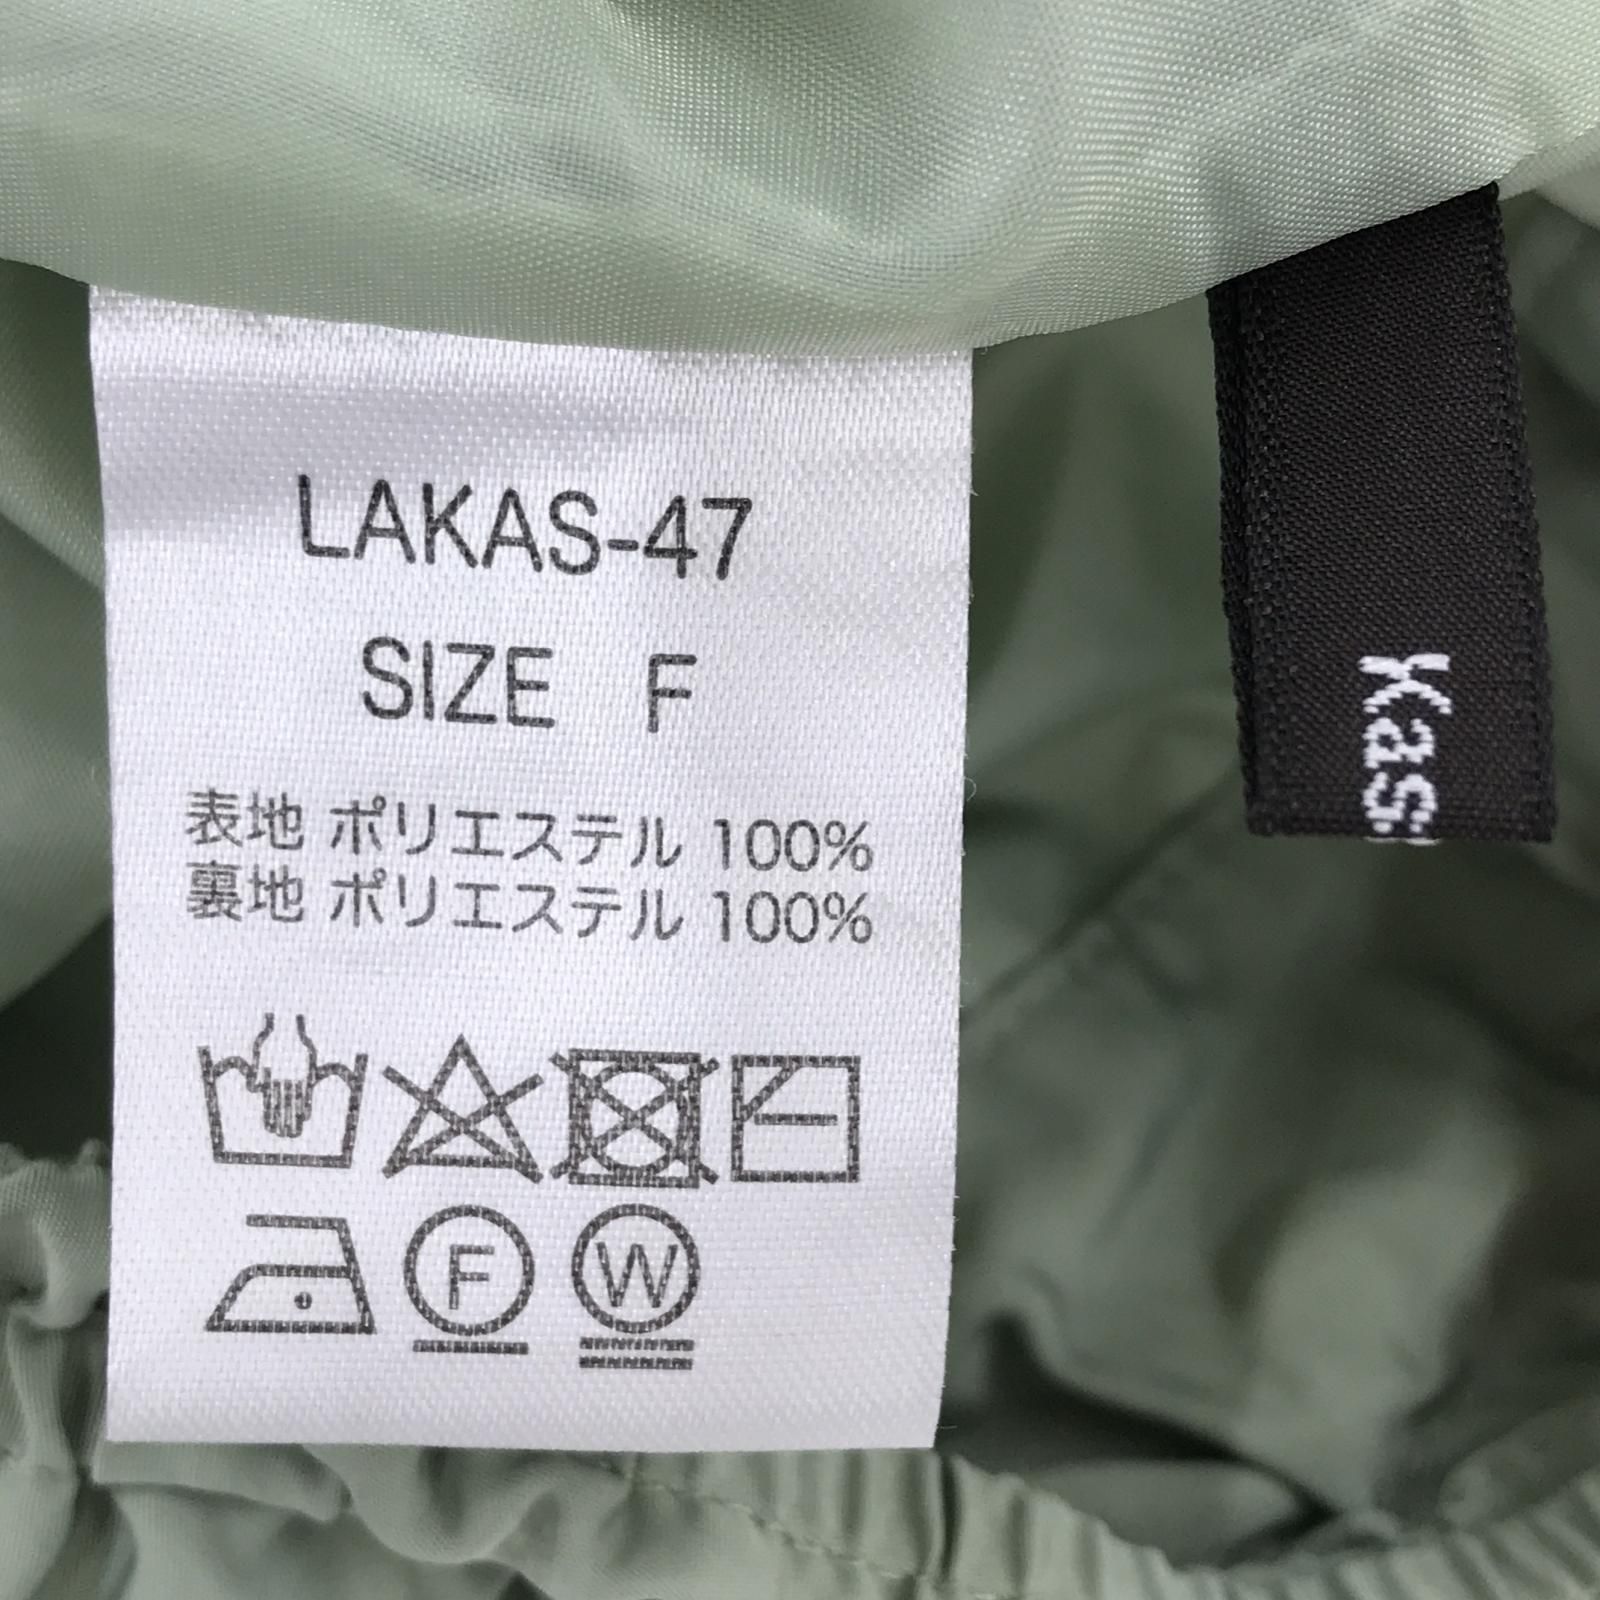 LAKAS-47
SIZE F
表地 ポリエステル 100%
裏地 ポリエステル 100%
F
W